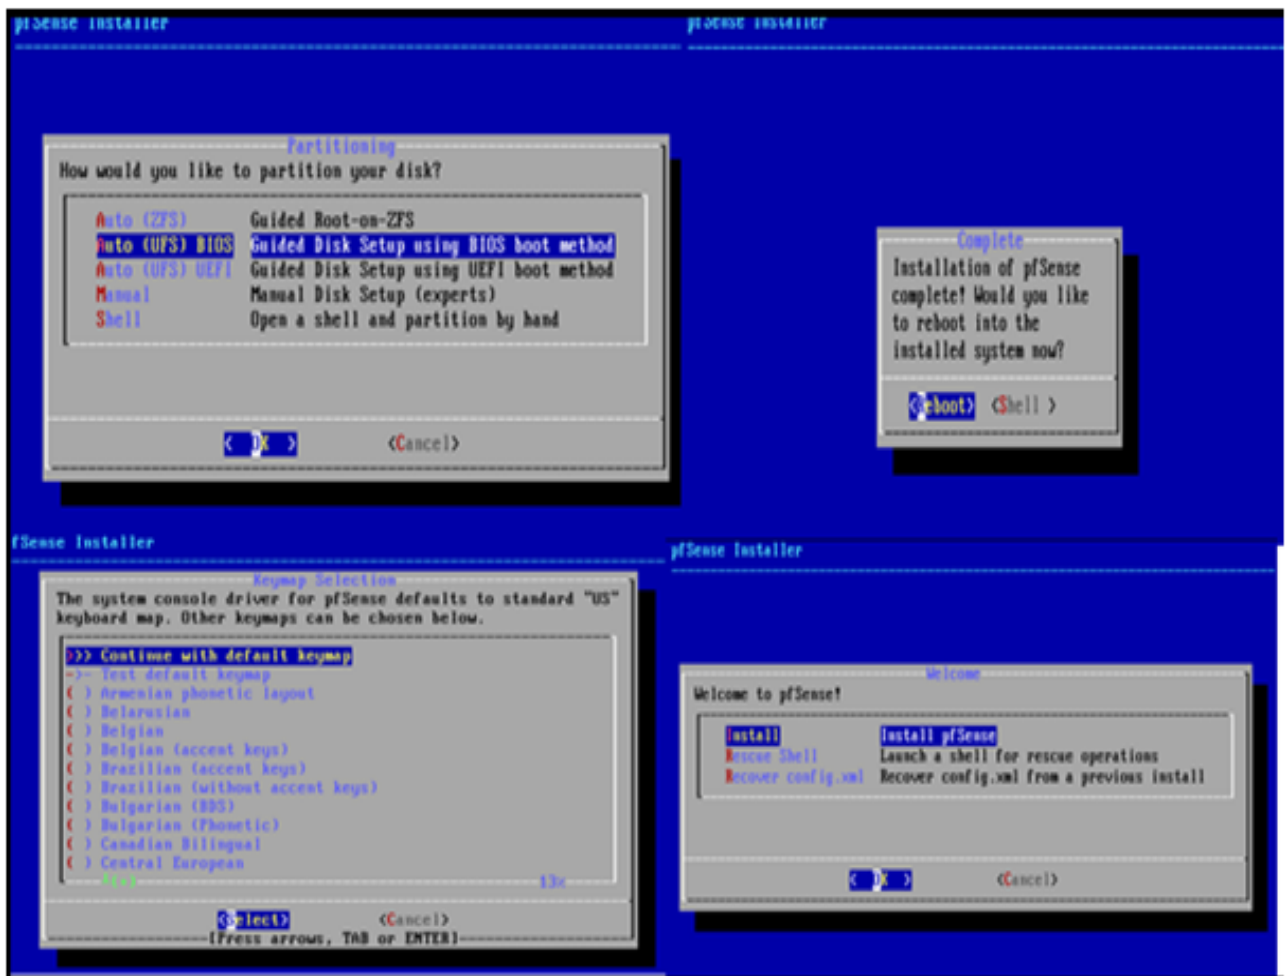 pfSense Installer
Partitioning
How would you like to partition your disk?
Auto (ZFS) Guided Root-on-ZFS
Auto (UFS) BIOS Guided Disk Setup using BIOS boot method
Auto (UFS) UEFI Guided Disk Setup using UEFI boot method
Manual Manual Disk Setup (experts)
Shell Open a shell and partition by hand
< OK > <Cancel>
pfSense Installer
Complete
Installation of pfSense
complete! Would you like
to reboot into the
installed system now?
<Reboot> <Shell >
fSense Installer
Keymap Selection
The system console driver for pfSense defaults to standard "US"
keyboard map. Other keymaps can be chosen below.
>>> Continue with default keymap
->- Test default keymap
( ) Armenian phonetic layout
( ) Belarusian
( ) Belgian
( ) Belgian (accent keys)
( ) Brazilian (accent keys)
( ) Brazilian (without accent keys)
( ) Bulgarian (BDS)
( ) Bulgarian (Phonetic)
( ) Canadian Bilingual
( ) Central European
13%
<Select> <Cancel>
[Press arrows, TAB or ENTER]
pfSense Installer
Welcome
Welcome to pfSense!
Install Install pfSense
Rescue Shell Launch a shell for rescue operations
Recover config.xml Recover config.xml from a previous install
< OK > <Cancel>